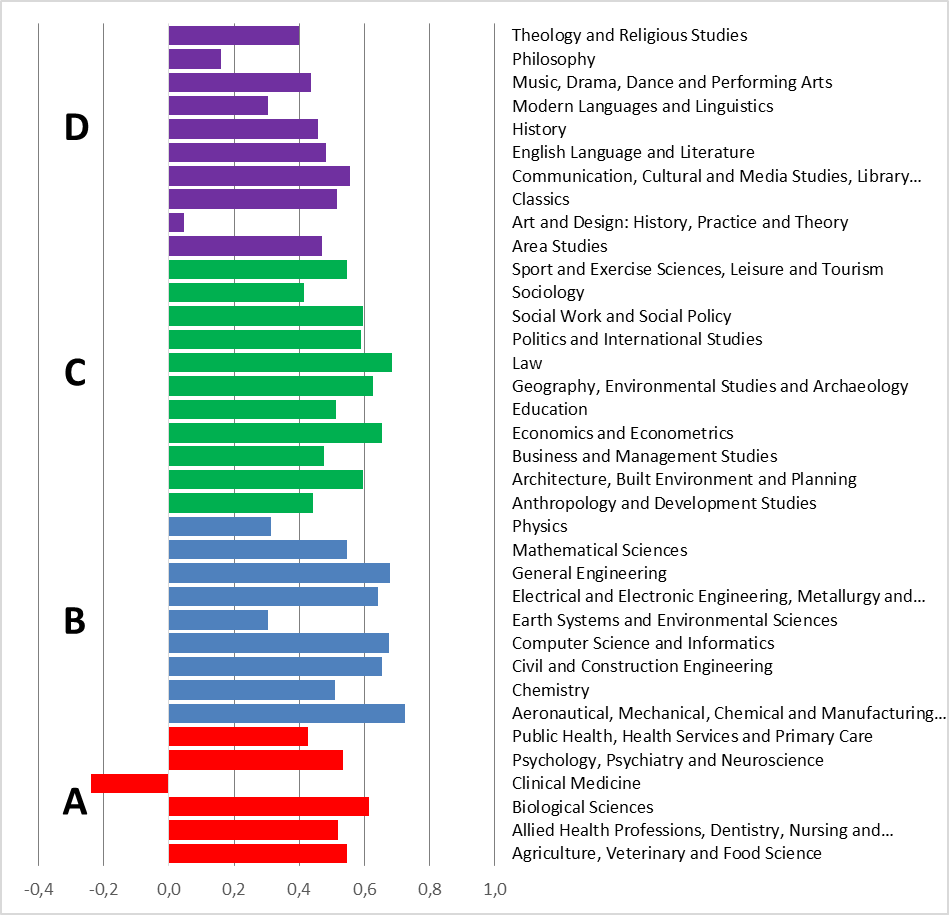 Theology and Religious Studies
Philosophy
Music, Drama, Dance and Performing Arts
Modern Languages and Linguistics
D
History
English Language and Literature
Communication, Cultural and Media Studies, Library...
Classics
Art and Design: History, Practice and Theory
Area Studies
Sport and Exercise Sciences, Leisure and Tourism
Sociology
Social Work and Social Policy
Politics and International Studies
C
Law
Geography, Environmental Studies and Archaeology
Education
Economics and Econometrics
Business and Management Studies
Architecture, Built Environment and Planning
Anthropology and Development Studies
Physics
Mathematical Sciences
General Engineering
Electrical and Electronic Engineering, Metallurgy and...
B
Earth Systems and Environmental Sciences
Computer Science and Informatics
Civil and Construction Engineering
Chemistry
Aeronautical, Mechanical, Chemical and Manufacturing...
Public Health, Health Services and Primary Care
Psychology, Psychiatry and Neuroscience
Clinical Medicine
A
Biological Sciences
Allied Health Professions, Dentistry, Nursing and...
Agriculture, Veterinary and Food Science
-0,4 -0,2 0,0 0,2 0,4 0,6 0,8 1,0